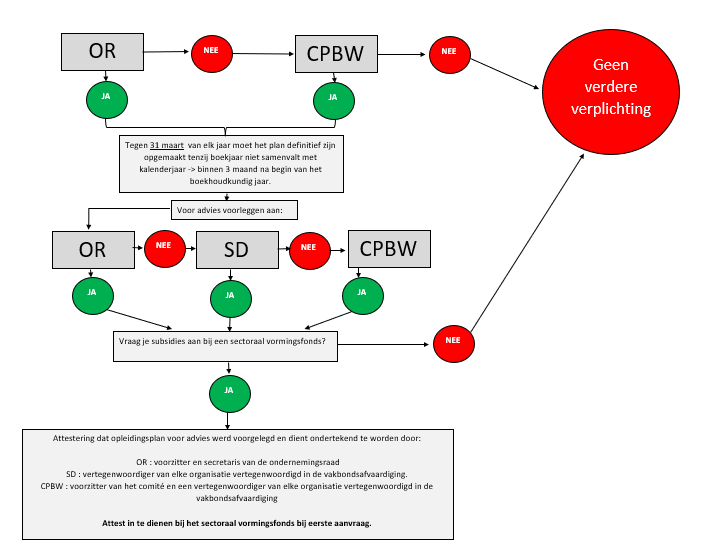 OR
NEE
CPBW
NEE
Geen
verdere
verplichting
JA
JA
Tegen 31 maart van elk jaar moet het plan definitief zijn
opgemaakt tenzij boekjaar niet samenvalt met
kalenderjaar -> binnen 3 maand na begin van het
boekhoudkundig jaar.
Voor advies voorleggen aan:
OR
NEE
SD
NEE
CPBW
JA
JA
JA
Vraag je subsidies aan bij een sectoraal vormingsfonds?
NEE
JA
Attestering dat opleidingsplan voor advies werd voorgelegd en dient ondertekend te worden door:
OR : voorzitter en secretaris van de ondernemingsraad
SD : vertegenwoordiger van elke organisatie vertegenwoordigd in de vakbondsafvaardiging.
CPBW : voorzitter van het comité en een vertegenwoordiger van elke organisatie vertegenwoordigd in de
vakbondsafvaardiging
Attest in te dienen bij het sectoraal vormingsfonds bij eerste aanvraag.